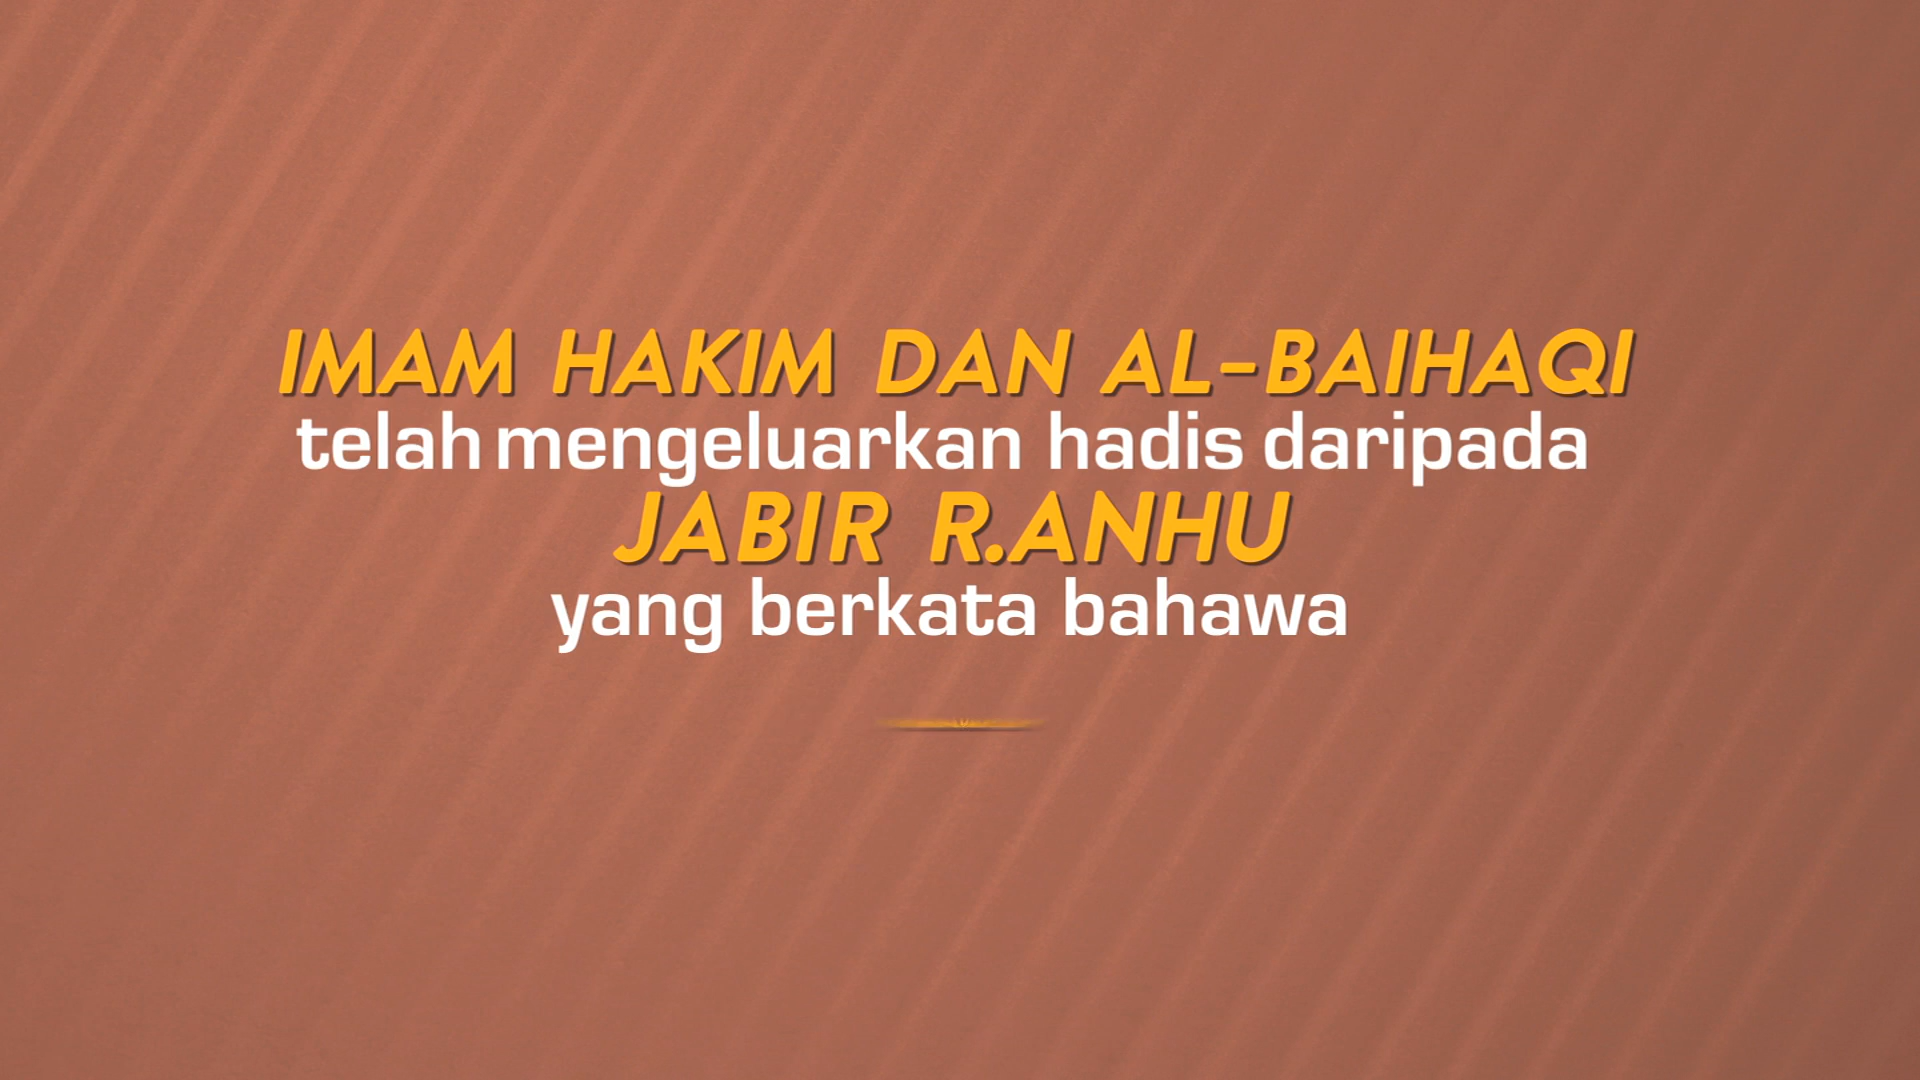 IMAM HAKIM DAN AL-BAIHAQI
telah mengeluarkan hadis daripada
JABIR R.ANHU
yang berkata bahawa